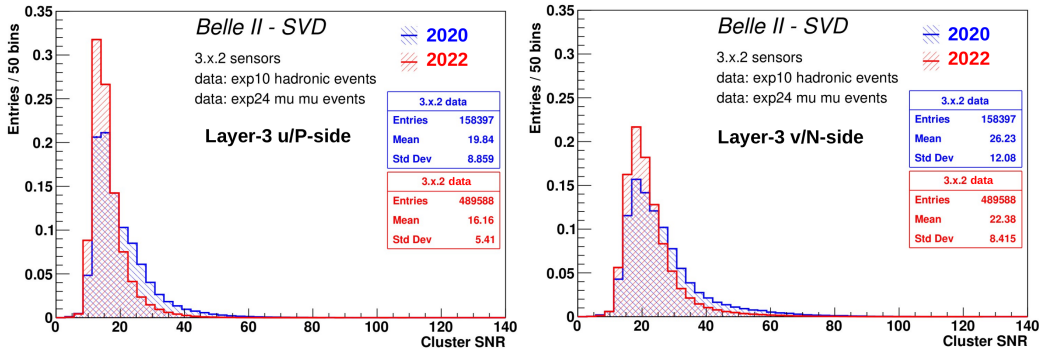 Entries / 50 bins
0.35
0.3
0.25
0.2
0.15
0.1
0.05
0
Belle II - SVD
2020
2022
3.x.2 sensors
data: exp10 hadronic events
data: exp24 mu mu events
Layer-3 u/P-side
3.x.2 data
Entries 158397
Mean 19.84
Std Dev 8.859
3.x.2 data
Entries 489588
Mean 16.16
Std Dev 5.41
0 20 40 60 80 100 120 140
Cluster SNR
Entries / 50 bins
0.35
0.3
0.25
0.2
0.15
0.1
0.05
0
Belle II - SVD
2020
2022
3.x.2 sensors
data: exp10 hadronic events
data: exp24 mu mu events
Layer-3 v/N-side
3.x.2 data
Entries 158397
Mean 26.23
Std Dev 12.08
3.x.2 data
Entries 489588
Mean 22.38
Std Dev 8.415
0 20 40 60 80 100 120 140
Cluster SNR